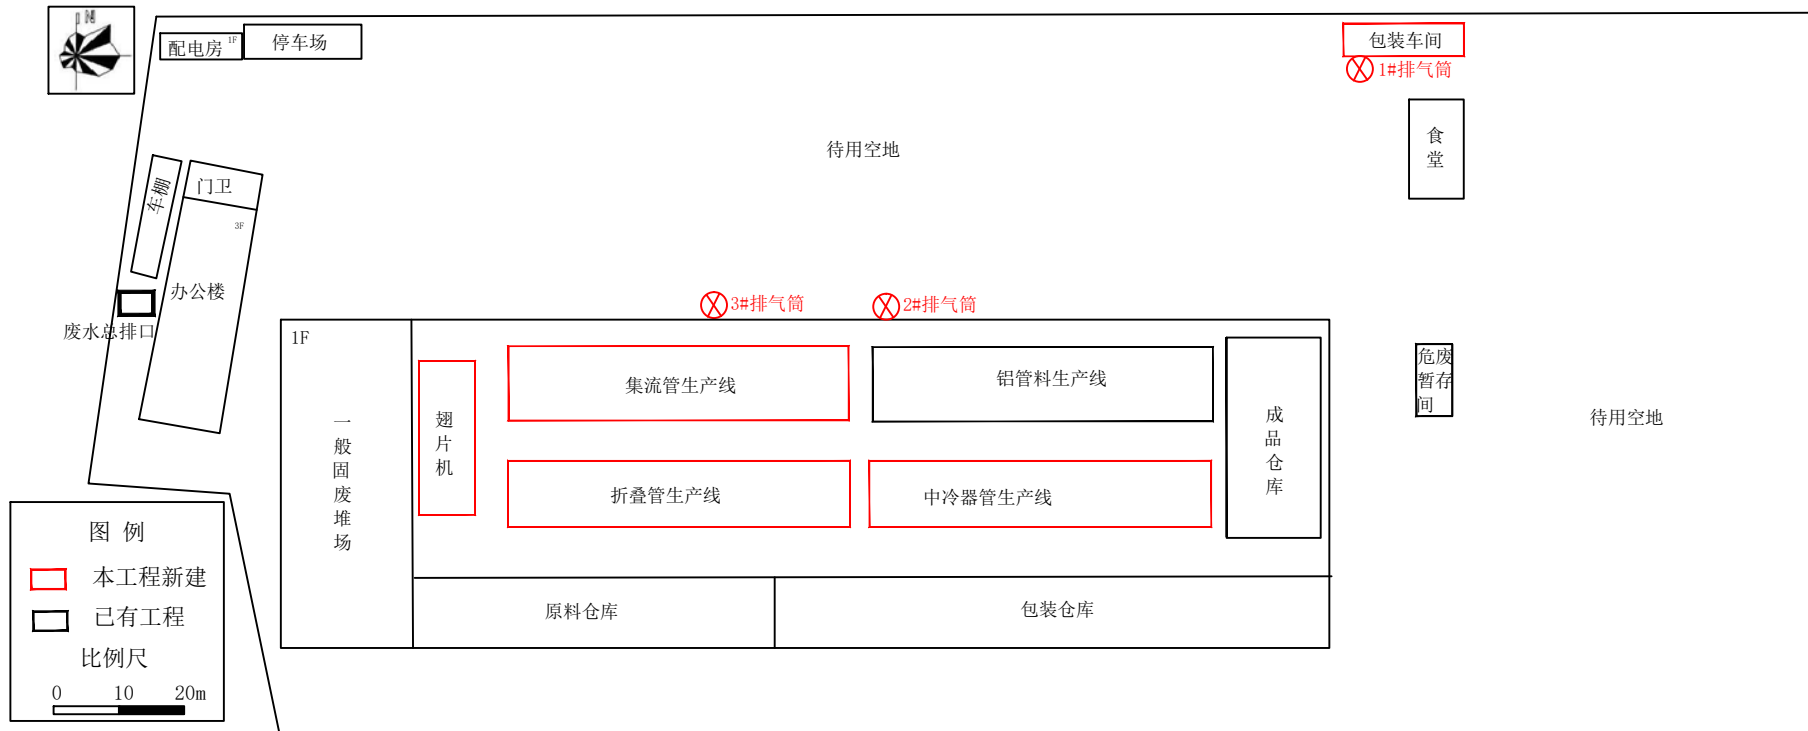 N
配电房
1F
停车场
包装车间
1#排气筒
食堂
待用空地
车棚
门卫
3F
办公楼
废水总排口
3#排气筒
2#排气筒
1F
一般固废堆场
翅片机
集流管生产线
铝管料生产线
折叠管生产线
中冷器管生产线
成品仓库
危废
暂存
间
待用空地
原料仓库
包装仓库
图 例
本工程新建
已有工程
比例尺
0 10 20m